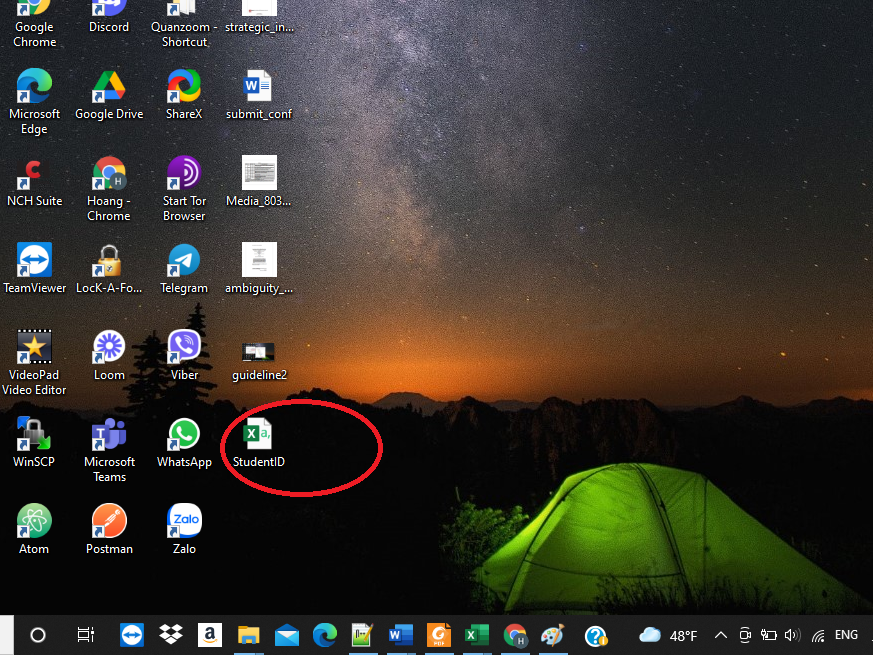 Google
Chrome
Discord
Quanzoom -
Shortcut
strategic_in...
Microsoft
Edge
Google Drive
ShareX
submit_conf
NCH Suite
Hoang -
Chrome
Start Tor
Browser
Media_803...
TeamViewer
LocK-A-Fo...
Telegram
ambiguity_...
VideoPad
Video Editor
Loom
Viber
guideline2
WinSCP
Microsoft
Teams
WhatsApp
StudentID
Atom
Postman
Zalo
Zalo
48°F
ENG